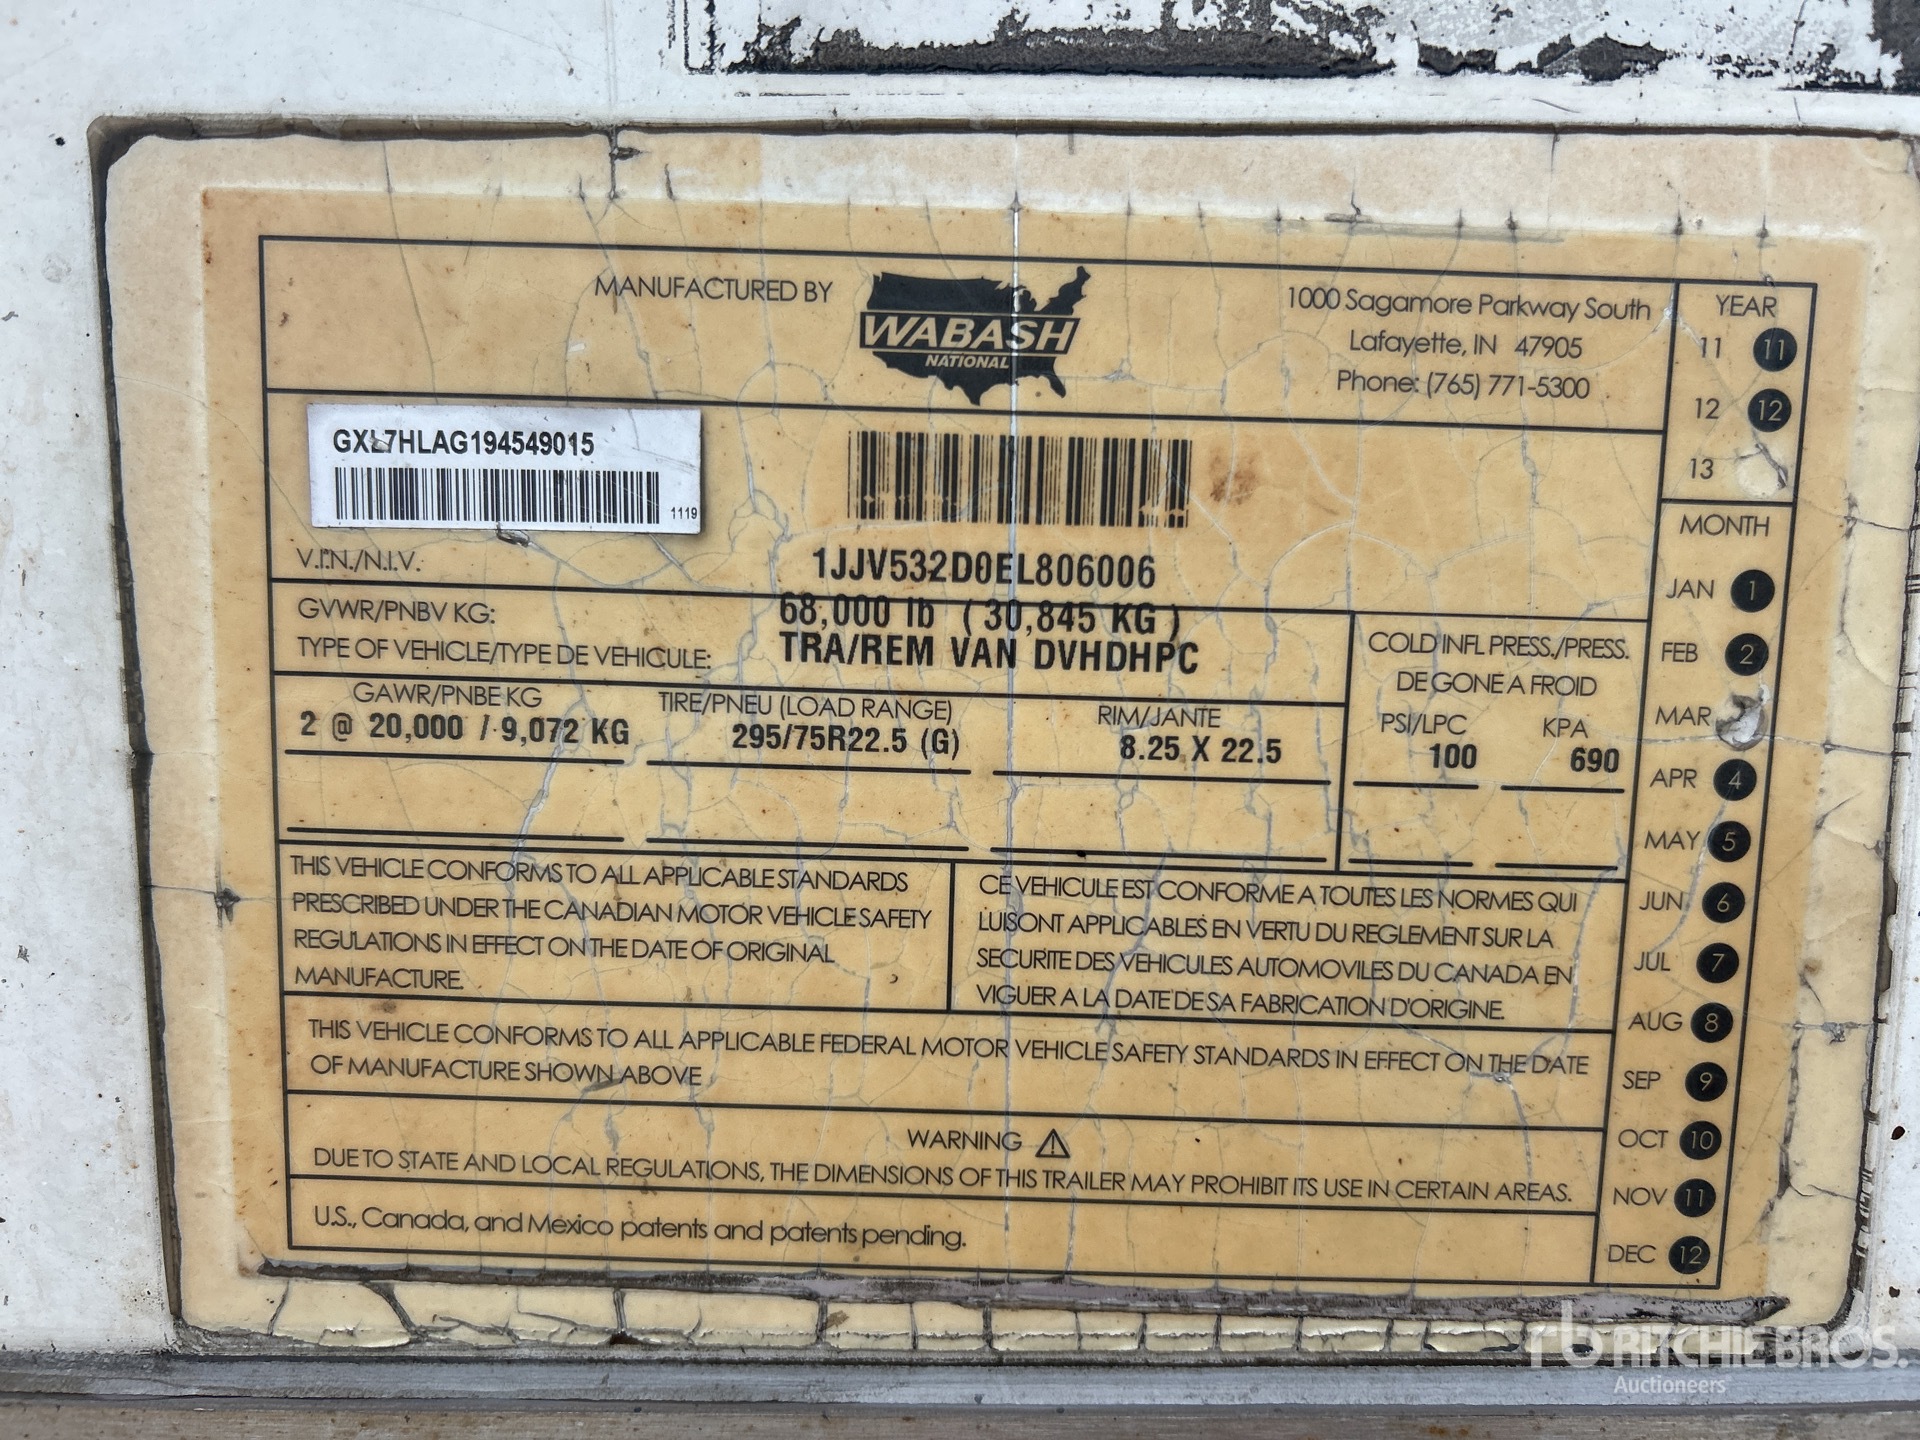 MANUFACTURED BY
WABASH
NATIONAL
1000 Sagamore Parkway South
Lafayette, IN 47905
Phone: (765) 771-5300
YEAR
11 11
12 12
13
GXL7HLAG194549015
1119
V.I.N./N.I.V.
1JJV532D0EL806006
GVWR/PNBV KG:
68,000 lb ( 30,845 KG )
TYPE OF VEHICLE/TYPE DE VEHICULE:
TRA/REM VAN DVHDHPC
COLD INFL PRESS./PRESS.
DE GONE A FROID
GAWR/PNBE KG
TIRE/PNEU (LOAD RANGE)
RIM/JANTE
PSI/LPC
KPA
2 @ 20,000 / 9,072 KG
295/75R22.5 (G)
8.25 X 22.5
100
690
MONTH
JAN 1
FEB 2
MAR
APR 4
MAY 5
JUN 6
JUL 7
AUG 8
SEP 9
OCT 10
NOV 11
DEC 12
THIS VEHICLE CONFORMS TO ALL APPLICABLE STANDARDS
PRESCRIBED UNDER THE CANADIAN MOTOR VEHICLE SAFETY
REGULATIONS IN EFFECT ON THE DATE OF ORIGINAL
MANUFACTURE.
CE VEHICULE EST CONFORME A TOUTES LES NORMES QUI
LUISONT APPLICABLES EN VERTU DU REGLEMENT SUR LA
SECURITE DES VEHICULES AUTOMOVILES DU CANADA EN
VIGUER A LA DATE DE SA FABRICATION D'ORIGINE.
THIS VEHICLE CONFORMS TO ALL APPLICABLE FEDERAL MOTOR VEHICLE SAFETY STANDARDS IN EFFECT ON THE DATE
OF MANUFACTURE SHOWN ABOVE
WARNING
DUE TO STATE AND LOCAL REGULATIONS, THE DIMENSIONS OF THIS TRAILER MAY PROHIBIT ITS USE IN CERTAIN AREAS.
U.S., Canada, and Mexico patents and patents pending.
rb RITCHIE BROS.
Auctioneers